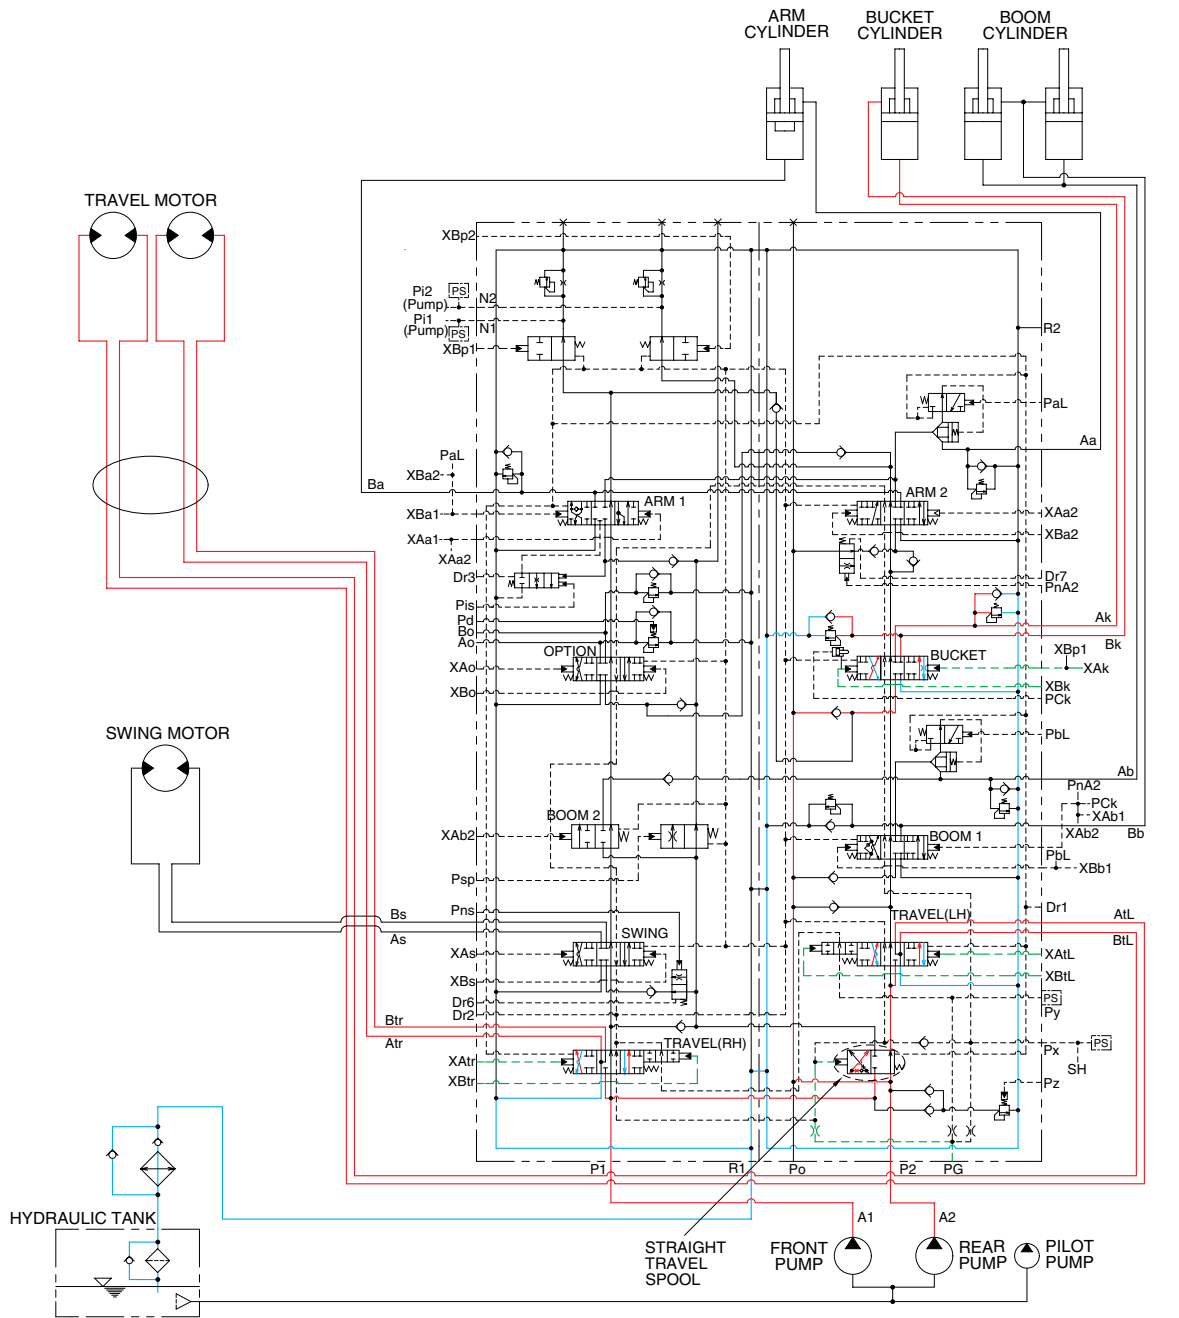 ARM
CYLINDER
BUCKET
CYLINDER
BOOM
CYLINDER
TRAVEL MOTOR
XBp2
Pi2
(Pump)
PS
N2
Pi1
(Pump)
PS
N1
XBp1
R2
PaL
Aa
PaL
XBa2
Ba
ARM 1
ARM 2
XBa1
XAa2
XAa1
XBa2
XAa2
Dr3
Dr7
PnA2
Pis
Pd
Bo
Ao
Ak
Bk
OPTION
BUCKET
XBp1
XAo
XAk
XBo
XBk
PCk
SWING MOTOR
PbL
Ab
PnA2
PCk
XAb1
BOOM 2
XAb2
BOOM 1
XAb2
Bb
PbL
XBb1
Psp
Pns
Dr1
Bs
As
TRAVEL(LH)
AtL
BtL
SWING
XAs
XAtL
XBs
XBtL
Dr6
Dr2
PS
Py
Btr
Atr
TRAVEL(RH)
Px
PS
XAtr
SH
XBtr
Pz
P1
R1
Po
P2
PG
HYDRAULIC TANK
A1
A2
STRAIGHT
TRAVEL
SPOOL
FRONT
PUMP
REAR
PUMP
PILOT
PUMP